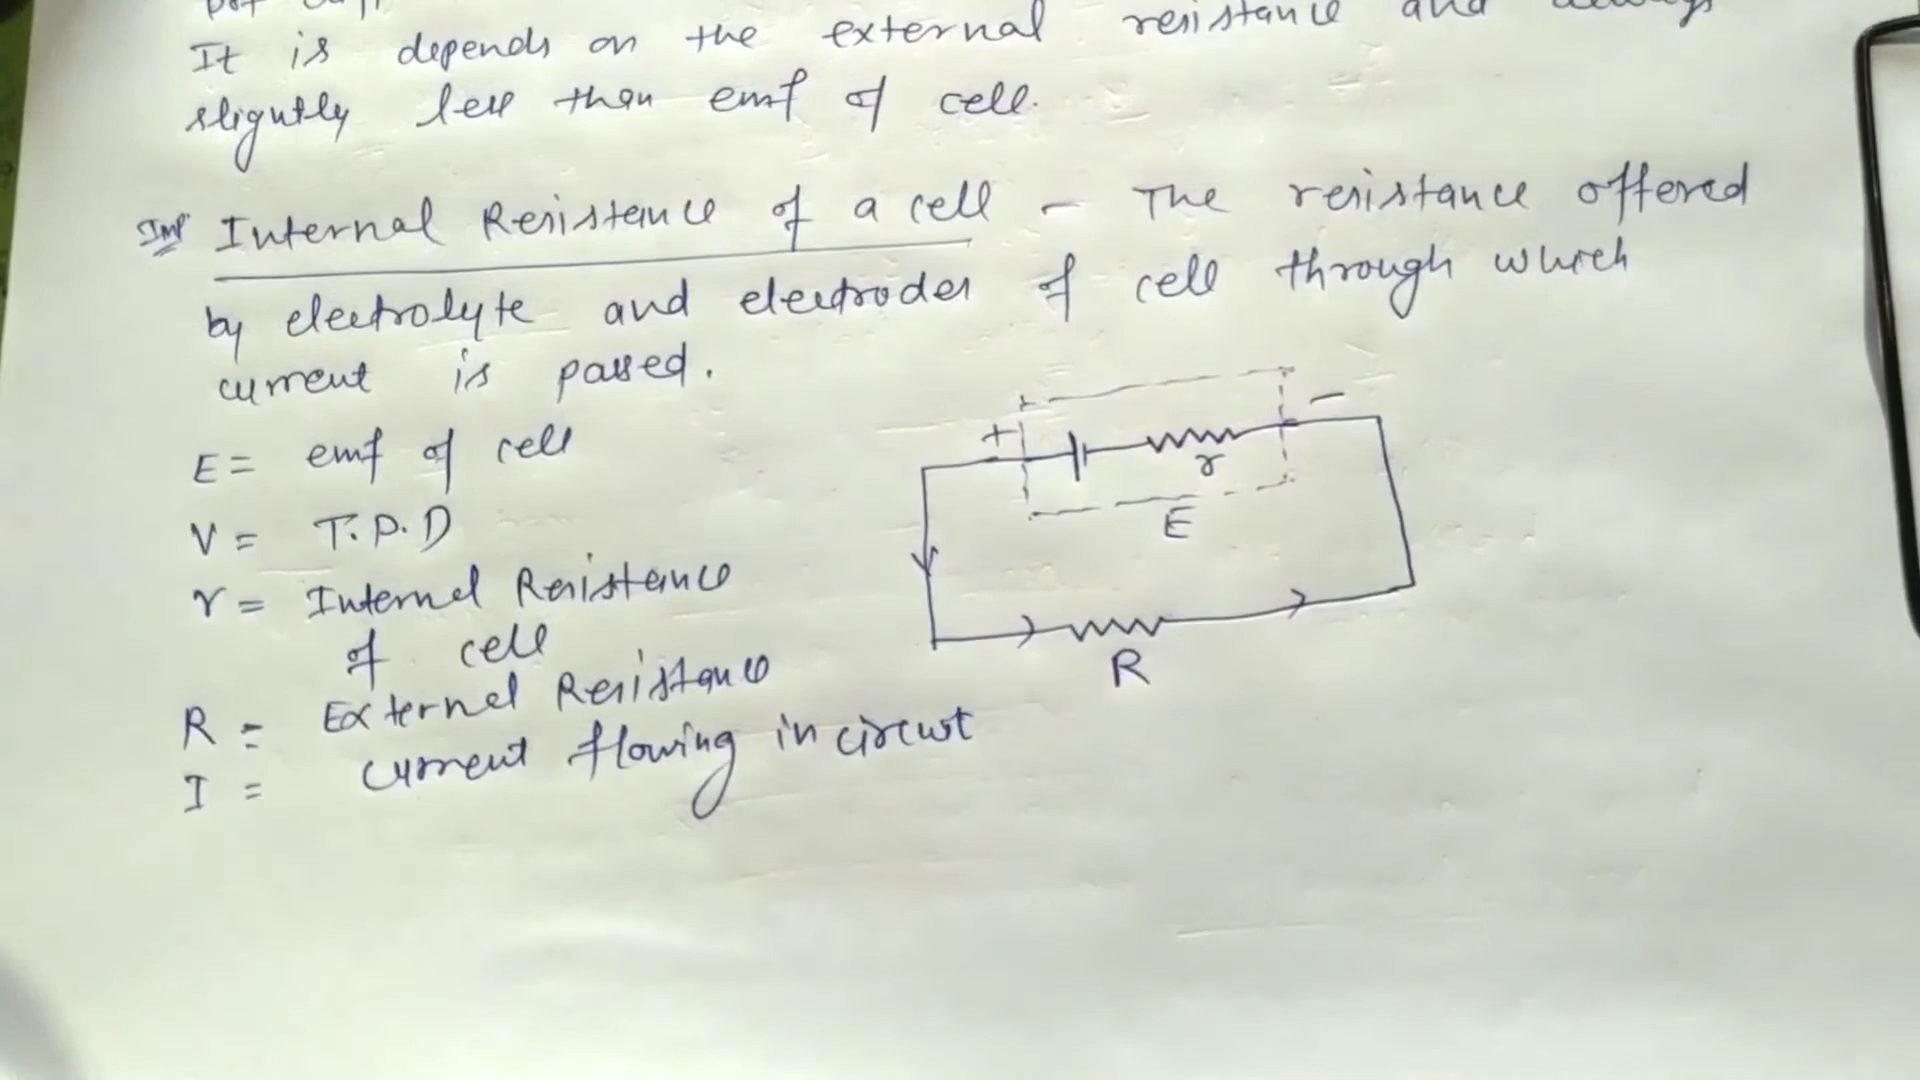 It is depends on the external resistance and always
slightly less than emf of cell.
Imp Internal Resistance of a cell - The resistance offered
by electrolyte and electrodes of cell through which
current is passed.
E = emf of cell
V = T.P.D
r = Internal Resistance
of cell
R = External Resistance
I = current flowing in circuit
+ -
r
E
R